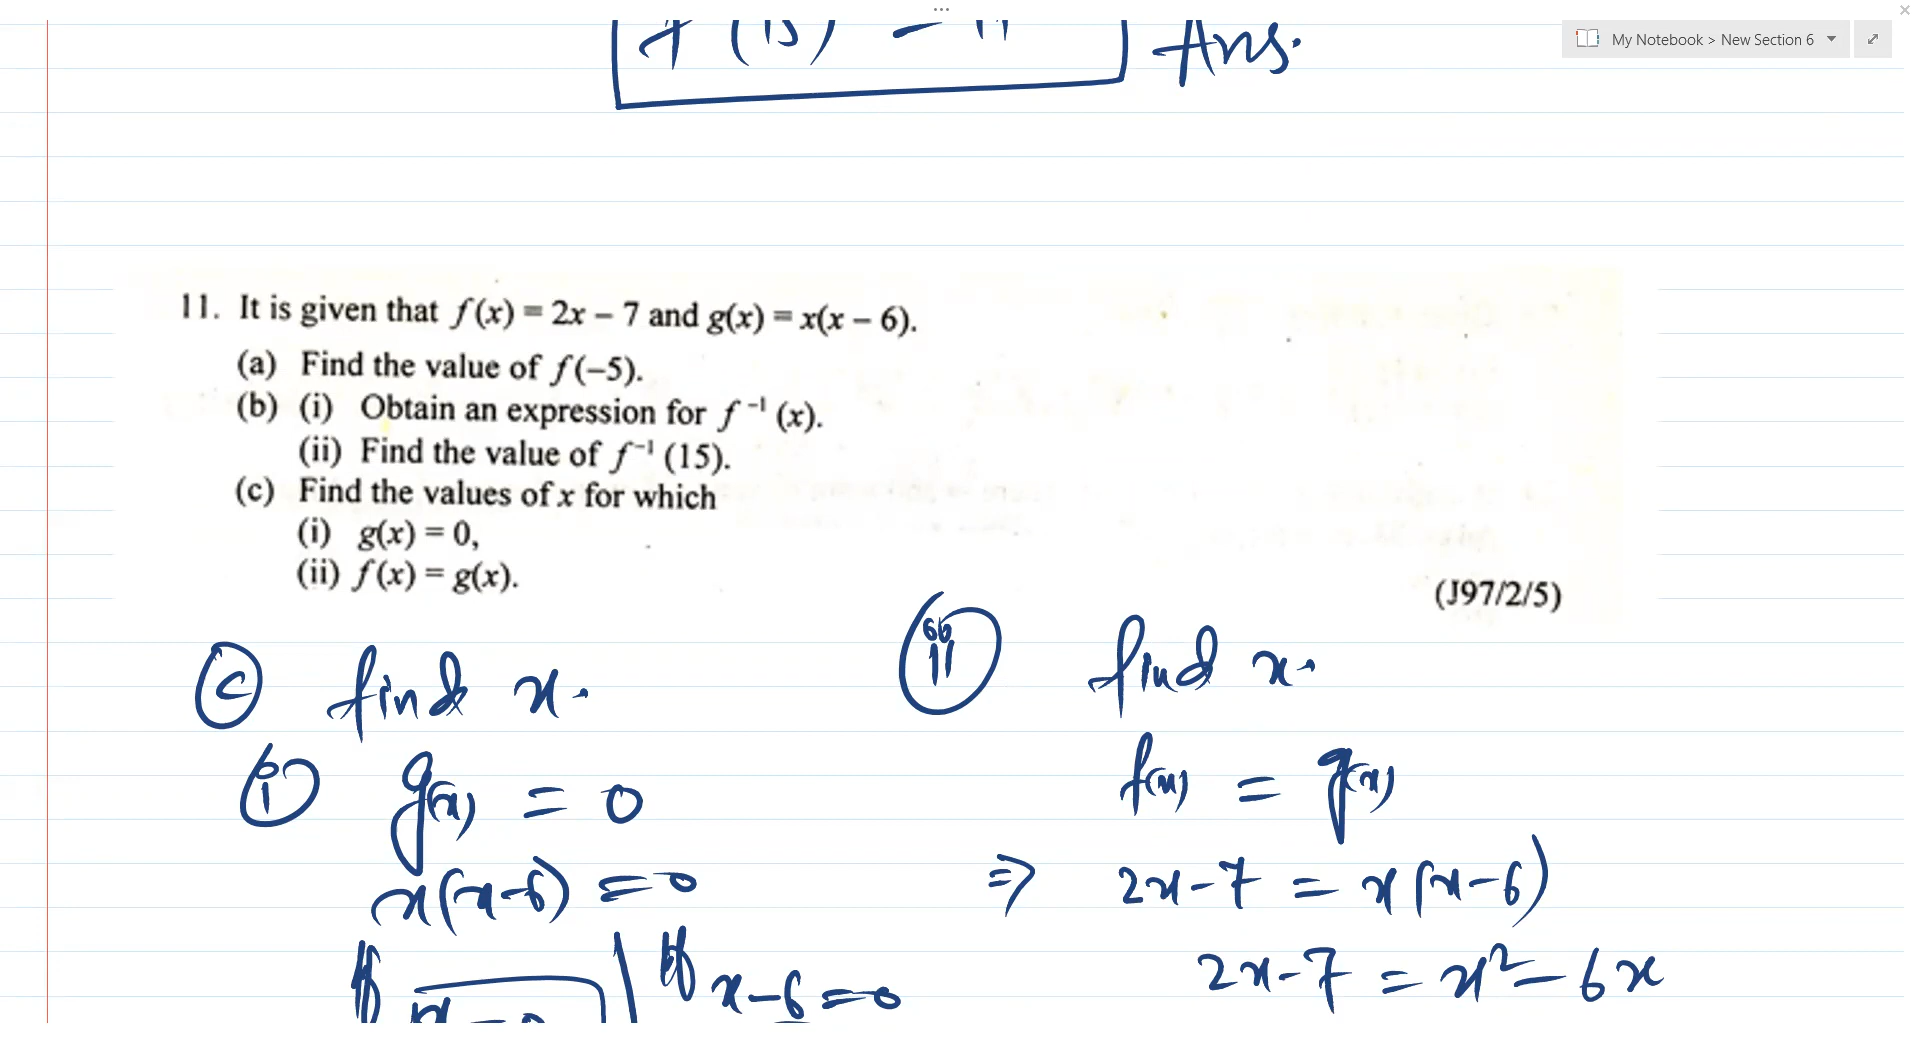 My Notebook > New Section 6
Ans.
11. It is given that f(x) = 2x – 7 and g(x) = x(x – 6).
(a) Find the value of f(–5).
(b) (i) Obtain an expression for f⁻¹ (x).
(ii) Find the value of f⁻¹ (15).
(c) Find the values of x for which
(i) g(x) = 0,
(ii) f(x) = g(x).
(J97/2/5)
(c) find x.
(i) g(x) = 0
x(x-6) = 0
If x-6=0
(ii) find x.
f(x) = g(x)
⇒ 2x-7 = x(x-6)
2x-7 = x²-6x